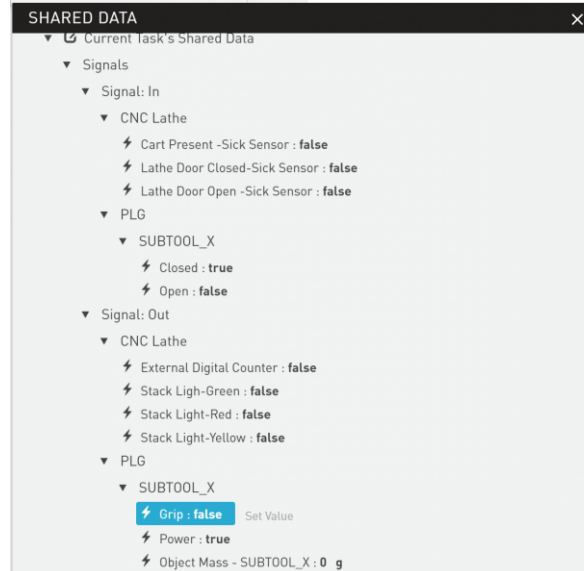 SHARED DATA
Current Task's Shared Data
Signals
Signal: In
CNC Lathe
Cart Present -Sick Sensor : false
Lathe Door Closed-Sick Sensor : false
Lathe Door Open -Sick Sensor : false
PLG
SUBTOOL_X
Closed : true
Open : false
Signal: Out
CNC Lathe
External Digital Counter : false
Stack Ligh-Green : false
Stack Light-Red : false
Stack Light-Yellow : false
PLG
SUBTOOL_X
Grip : false Set Value
Power : true
Object Mass - SUBTOOL_X : 0 g